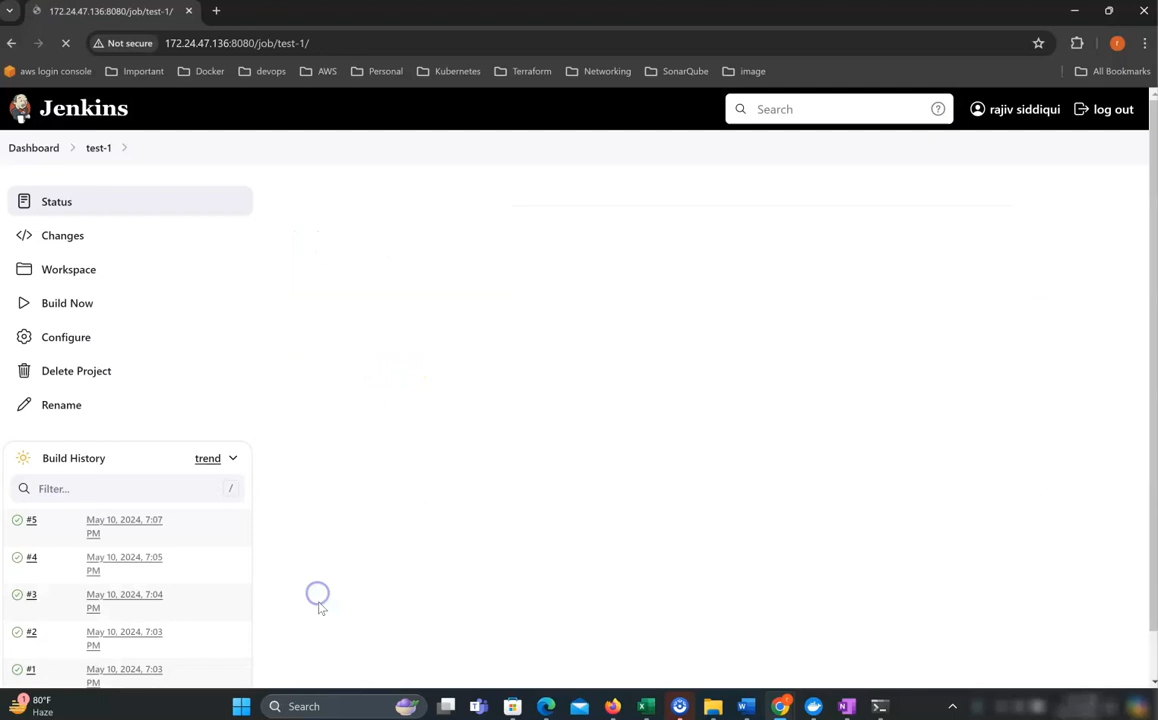 172.24.47.136:8080/job/test-1/
Not secure 172.24.47.136:8080/job/test-1/
aws login console Important Docker devops AWS Personal Kubernetes Terraform Networking SonarQube image All Bookmarks
Jenkins Search rajiv siddiqui log out
Dashboard test-1
Status
Changes
Workspace
Build Now
Configure
Delete Project
Rename
Build History trend
Filter... /
#5 May 10, 2024, 7:07
PM
#4 May 10, 2024, 7:05
PM
#3 May 10, 2024, 7:04
PM
#2 May 10, 2024, 7:03
PM
#1 May 10, 2024, 7:03
PM
80°F
Haze
Search